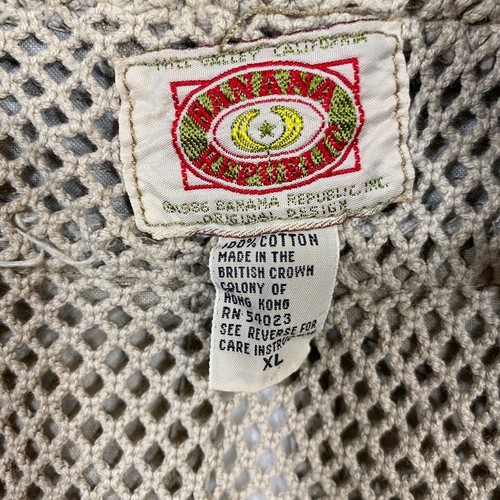 MILL VALLEY CALIFORNIA
BANANA
REPUBLIC
©1986 BANANA REPUBLIC, INC.
ORIGINAL DESIGN
100% COTTON
MADE IN THE
BRITISH CROWN
COLONY OF
HONG KONG
RN 54023
SEE REVERSE FOR
CARE INSTRUCTION
XL